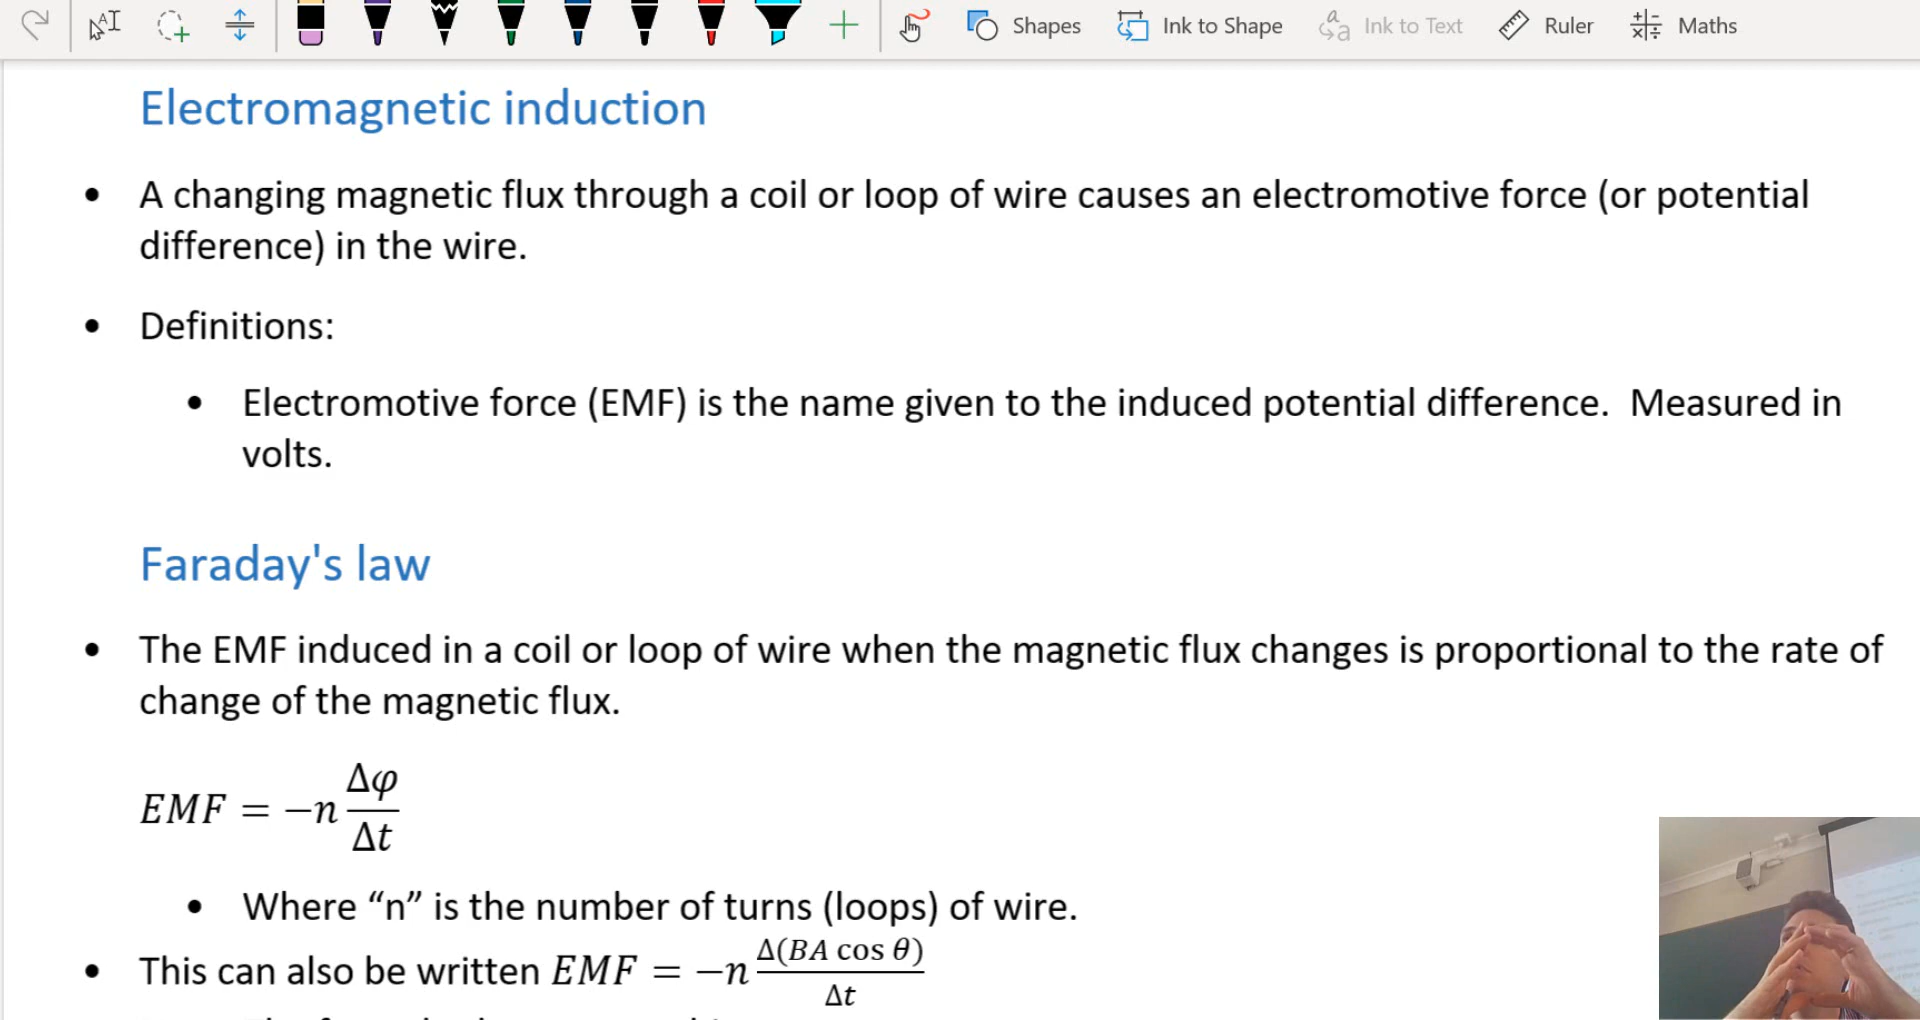 Shapes Ink to Shape Ink to Text Ruler Maths
Electromagnetic induction
• A changing magnetic flux through a coil or loop of wire causes an electromotive force (or potential
difference) in the wire.
• Definitions:
• Electromotive force (EMF) is the name given to the induced potential difference.  Measured in
volts.
Faraday's law
• The EMF induced in a coil or loop of wire when the magnetic flux changes is proportional to the rate of
change of the magnetic flux.
EMF = −n Δφ/Δt
• Where “n” is the number of turns (loops) of wire.
• This can also be written EMF = −n Δ(BA cos θ)/Δt